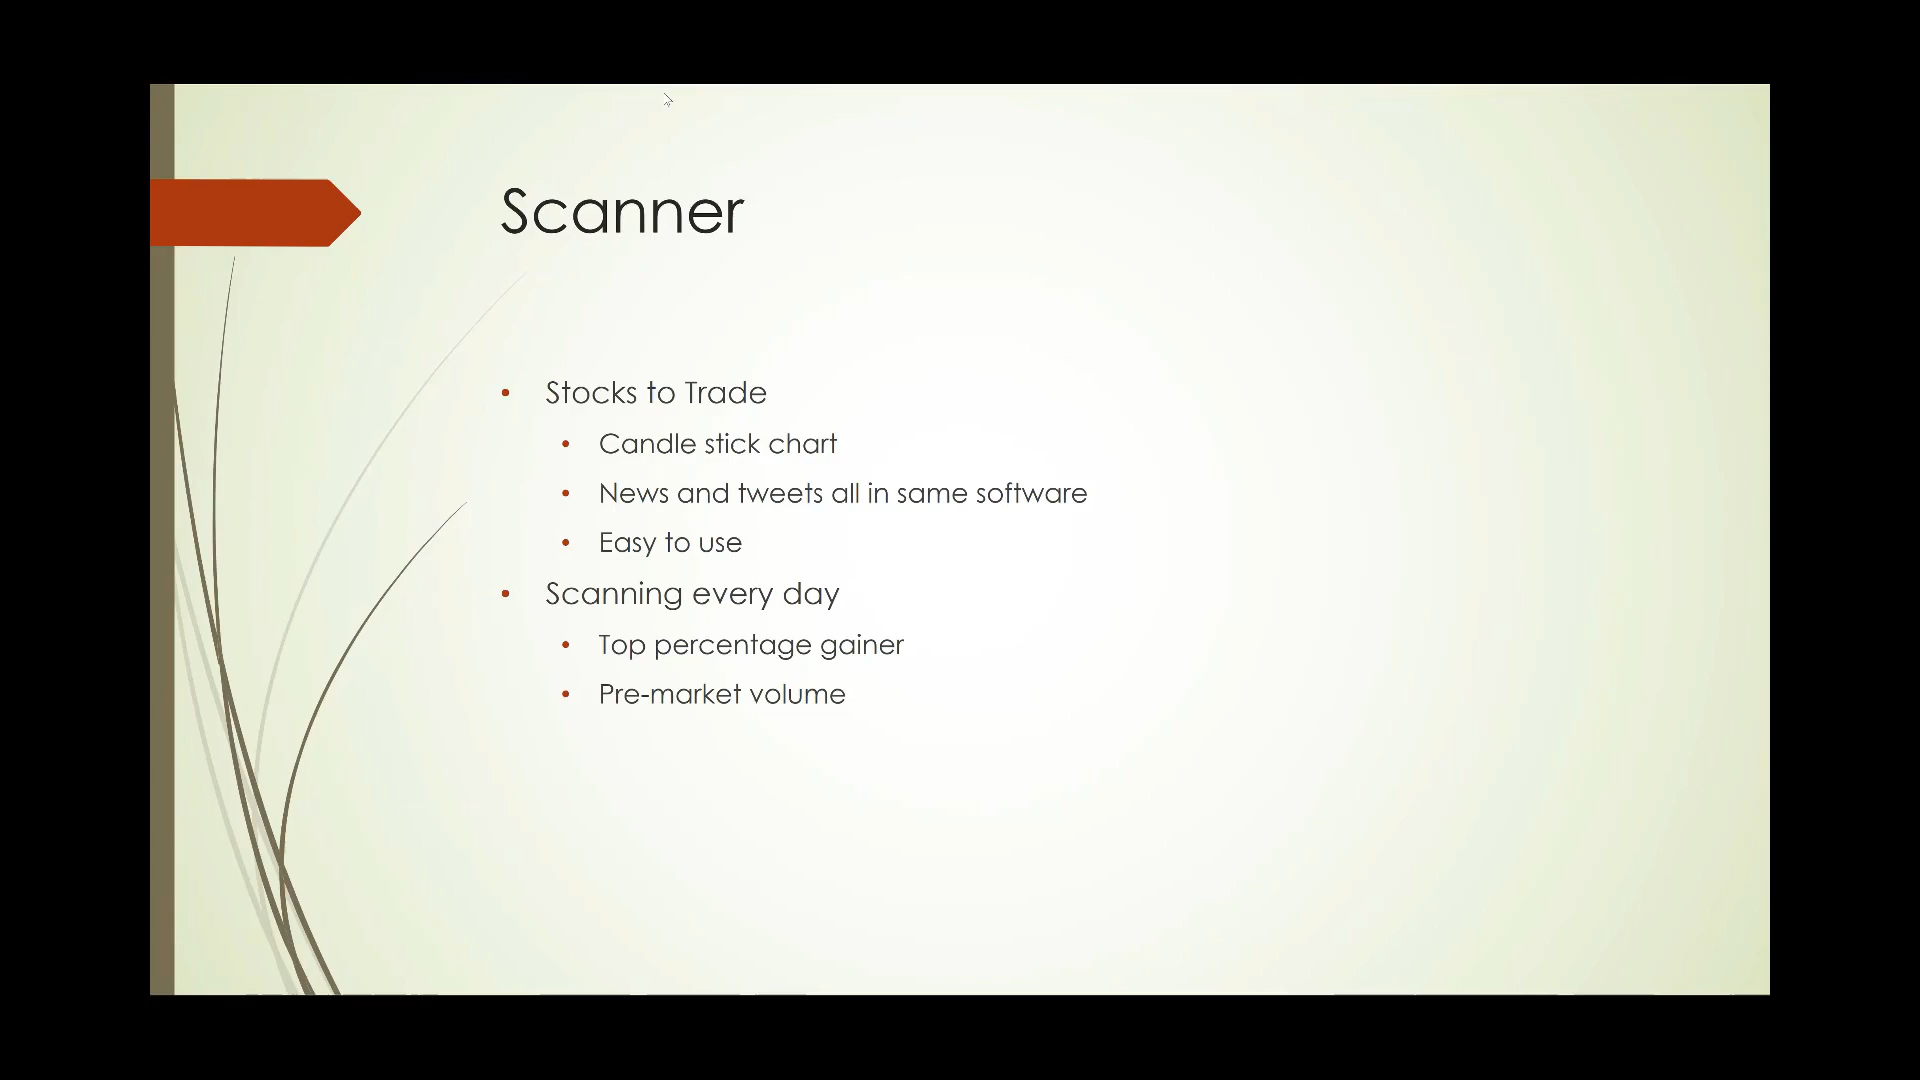 Scanner
Stocks to Trade
Candle stick chart
News and tweets all in same software
Easy to use
Scanning every day
Top percentage gainer
Pre-market volume